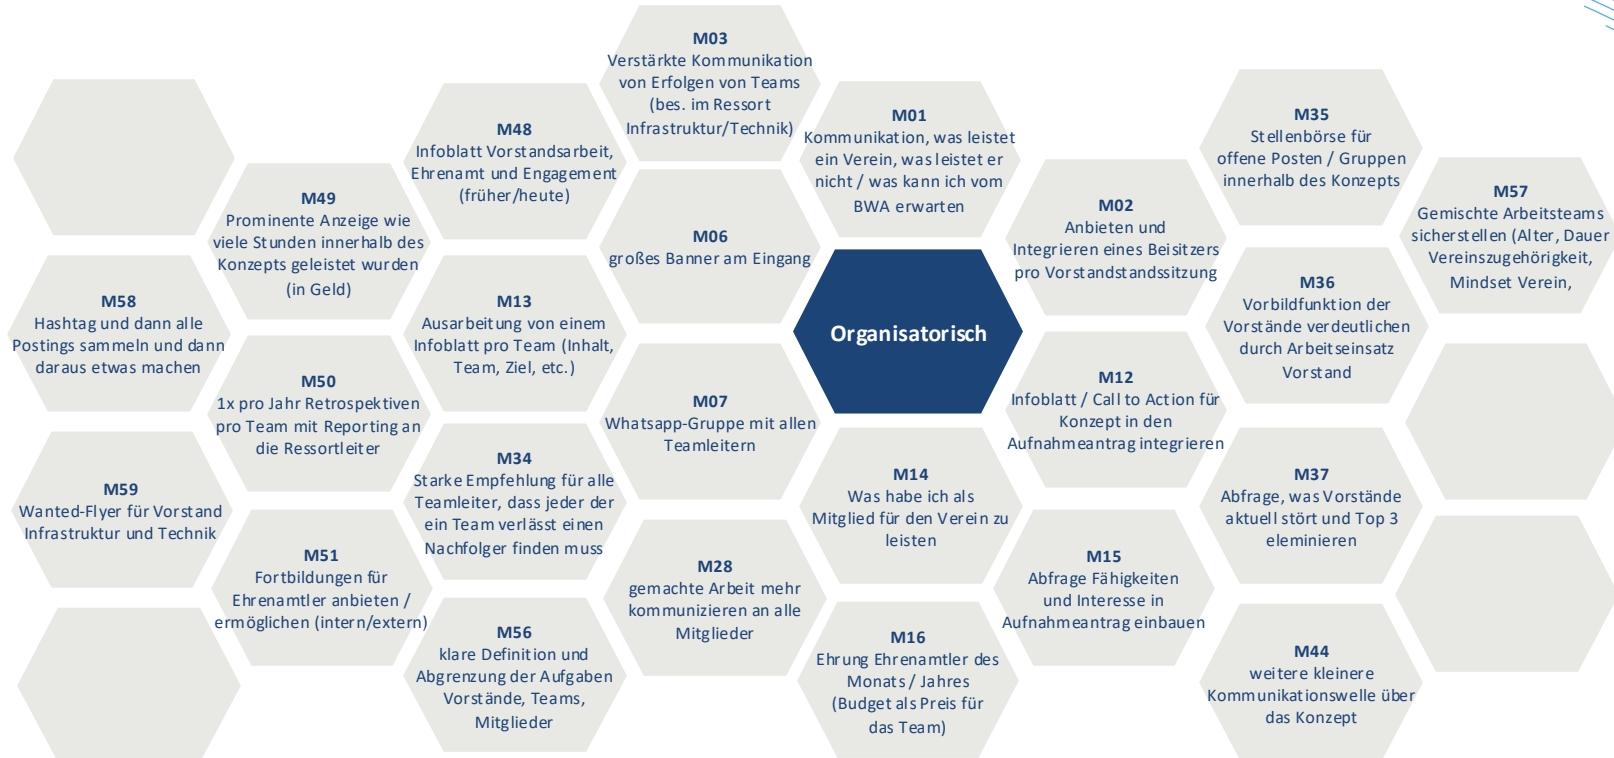 M03
Verstärkte Kommunikation
von Erfolgen von Teams
(bes. im Ressort
Infrastruktur/Technik)
M01
Kommunikation, was leistet
ein Verein, was leistet er
nicht / was kann ich vom
BWA erwarten
M35
Stellenbörse für
offene Posten / Gruppen
innerhalb des Konzepts
M48
Infoblatt Vorstandsarbeit,
Ehrenamt und Engagement
(früher/heute)
M49
Prominente Anzeige wie
viele Stunden innerhalb des
Konzepts geleistet wurden
(in Geld)
M06
großes Banner am Eingang
M02
Anbieten und
Integrieren eines Beisitzers
pro Vorstandstandssitzung
M57
Gemischte Arbeitsteams
sicherstellen (Alter, Dauer
Vereinszugehörigkeit,
Mindset Verein,
M58
Hashtag und dann alle
Postings sammeln und dann
daraus etwas machen
M13
Ausarbeitung von einem
Infoblatt pro Team (Inhalt,
Team, Ziel, etc.)
Organisatorisch
M36
Vorbildfunktion der
Vorstände verdeutlichen
durch Arbeitseinsatz
Vorstand
M50
1x pro Jahr Retrospektiven
pro Team mit Reporting an
die Ressortleiter
M07
Whatsapp-Gruppe mit allen
Teamleitern
M12
Infoblatt / Call to Action für
Konzept in den
Aufnahmeantrag integrieren
M59
Wanted-Flyer für Vorstand
Infrastruktur und Technik
M34
Starke Empfehlung für alle
Teamleiter, dass jeder der
ein Team verlässt einen
Nachfolger finden muss
M14
Was habe ich als
Mitglied für den Verein zu
leisten
M37
Abfrage, was Vorstände
aktuell stört und Top 3
eleminieren
M51
Fortbildungen für
Ehrenamtler anbieten /
ermöglichen (intern/extern)
M28
gemachte Arbeit mehr
kommunizieren an alle
Mitglieder
M15
Abfrage Fähigkeiten
und Interesse in
Aufnahmeantrag einbauen
M56
klare Definition und
Abgrenzung der Aufgaben
Vorstände, Teams,
Mitglieder
M16
Ehrung Ehrenamtler des
Monats / Jahres
(Budget als Preis für
das Team)
M44
weitere kleinere
Kommunikationswelle über
das Konzept